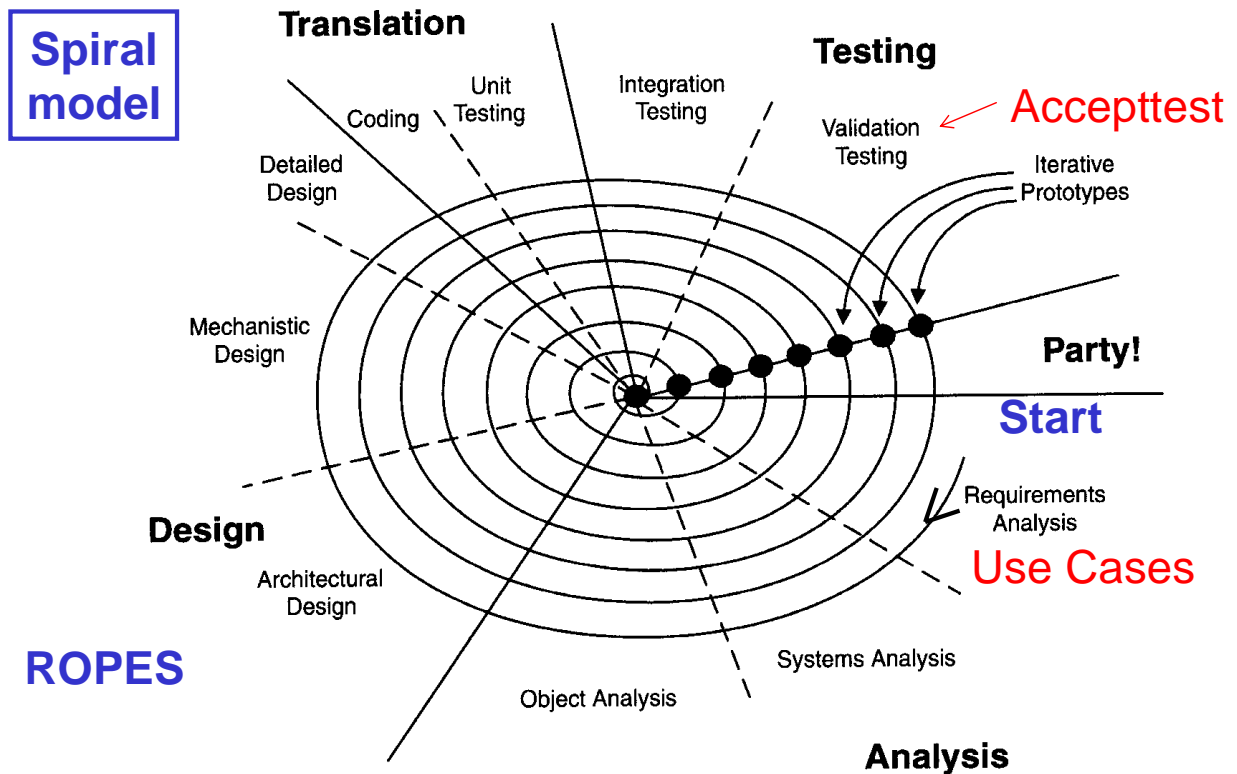 Spiral
model
Translation
Testing
Unit
Testing
Integration
Testing
Coding
Validation
Testing
Accepttest
Detailed
Design
Iterative
Prototypes
Mechanistic
Design
Party!
Start
Requirements
Analysis
Design
Use Cases
Architectural
Design
ROPES
Systems Analysis
Object Analysis
Analysis